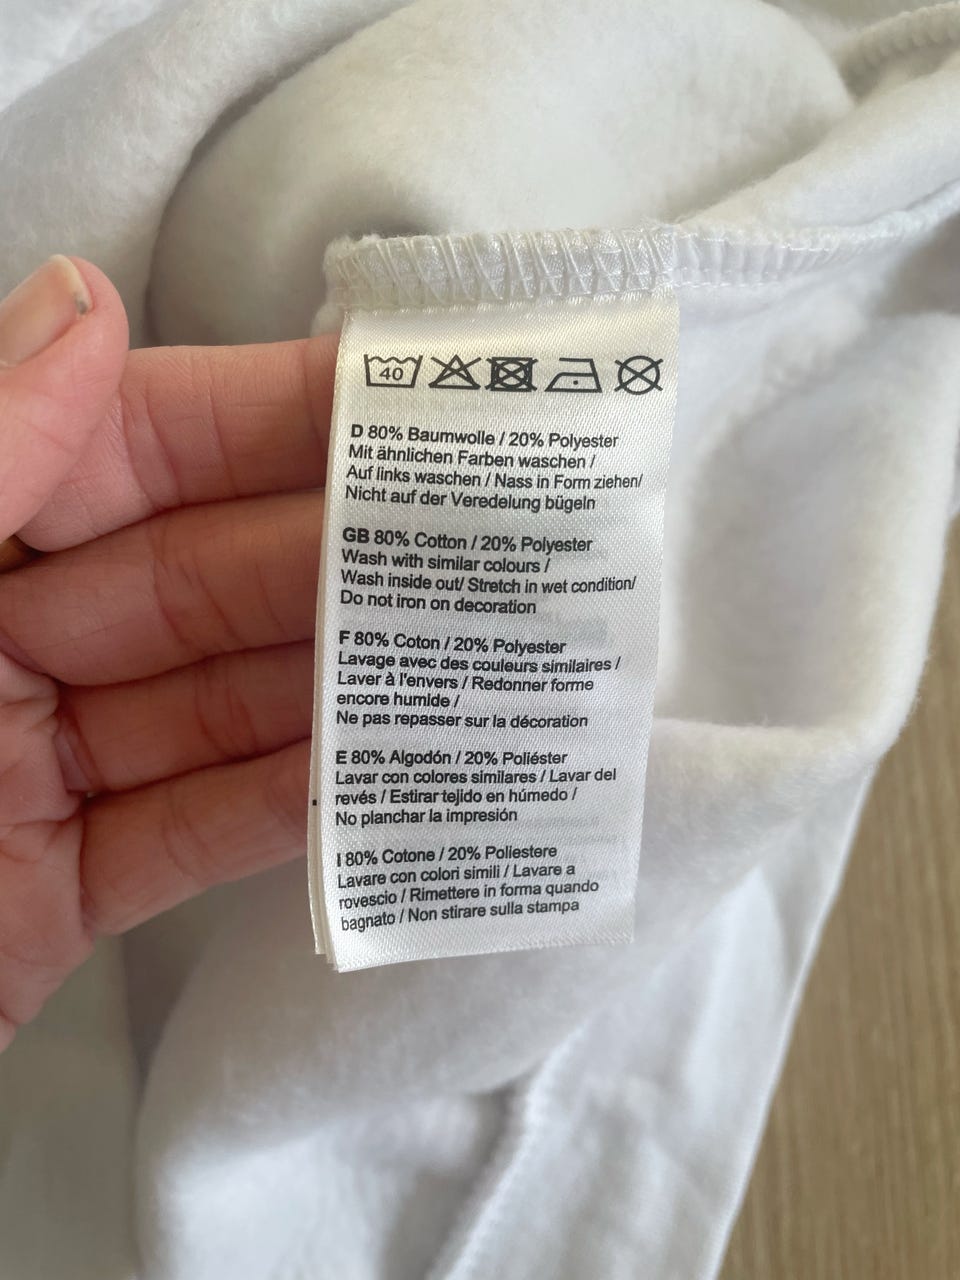 40
D 80% Baumwolle / 20% Polyester
Mit ähnlichen Farben waschen /
Auf links waschen / Nass in Form ziehen/
Nicht auf der Veredelung bügeln
GB 80% Cotton / 20% Polyester
Wash with similar colours /
Wash inside out/ Stretch in wet condition/
Do not iron on decoration
F 80% Coton / 20% Polyester
Lavage avec des couleurs similaires /
Laver à l'envers / Redonner forme
encore humide /
Ne pas repasser sur la décoration
E 80% Algodón / 20% Poliéster
Lavar con colores similares / Lavar del
revés / Estirar tejido en húmedo /
No planchar la impresión
I 80% Cotone / 20% Poliestere
Lavare con colori simili / Lavare a
rovescio / Rimettere in forma quando
bagnato / Non stirare sulla stampa